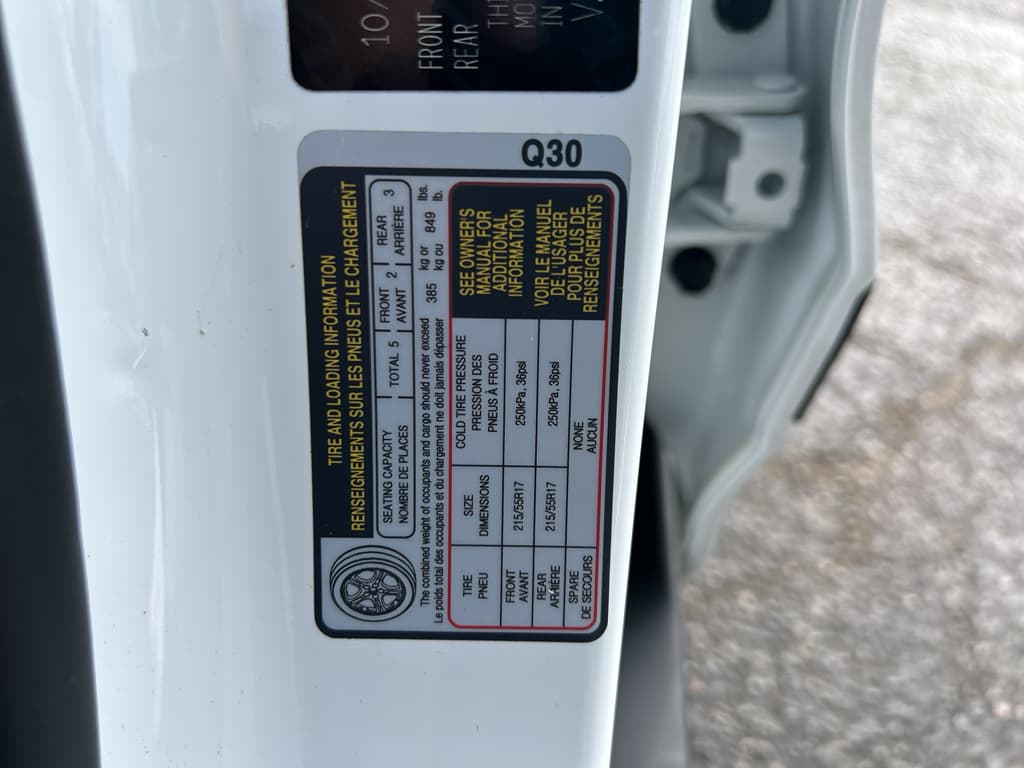 10/
FRONT
REAR
TH
MO
IN
V
Q30
TIRE AND LOADING INFORMATION
RENSEIGNEMENTS SUR LES PNEUS ET LE CHARGEMENT
SEATING CAPACITY
NOMBRE DE PLACES
TOTAL 5
FRONT
AVANT
2
REAR
ARRIÈRE
3
The combined weight of occupants and cargo should never exceed 385 kg or 849 lbs.
Le poids total des occupants et du chargement ne doit jamais dépasser kg ou lb.
TIRE
PNEU
SIZE
DIMENSIONS
COLD TIRE PRESSURE
PRESSION DES
PNEUS À FROID
FRONT
AVANT
215/55R17
250kPa, 36psi
REAR
ARRIÈRE
215/55R17
250kPa, 36psi
SPARE
DE SECOURS
NONE
AUCUN
SEE OWNER'S
MANUAL FOR
ADDITIONAL
INFORMATION
VOIR LE MANUEL
DE L'USAGER
POUR PLUS DE
RENSEIGNEMENTS